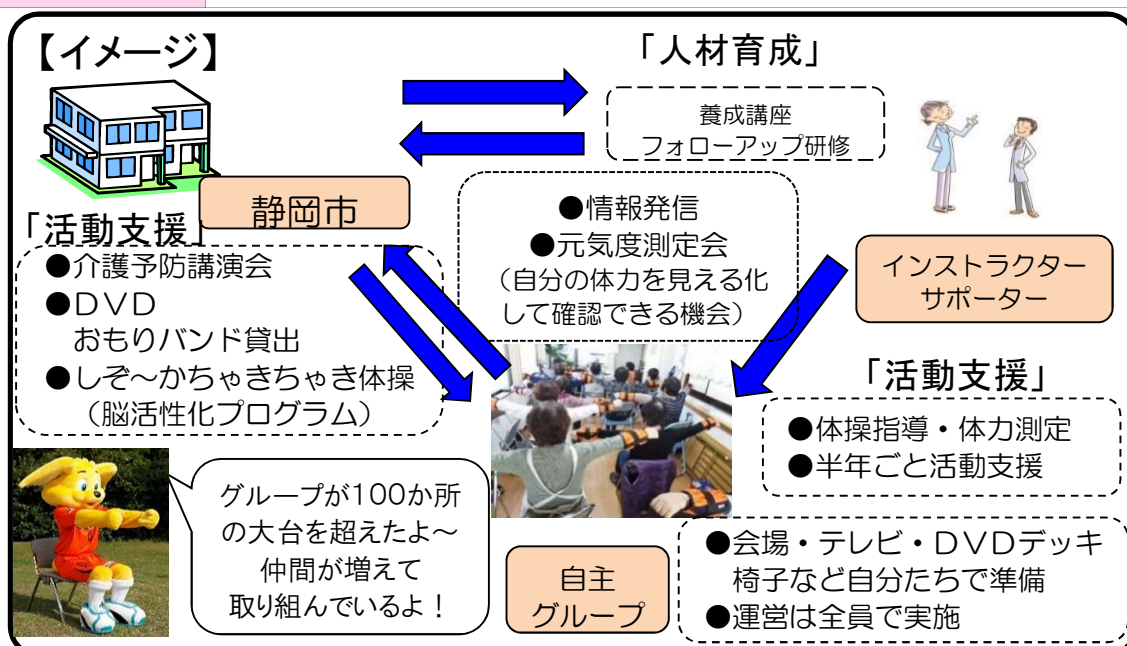 【イメージ】
「人材育成」
養成講座
フォローアップ研修
静岡市
「活動支援」
●介護予防講演会
●DVD
おもりバンド貸出
●しぞ～かちゃきちゃき体操
（脳活性化プログラム）
●情報発信
●元気度測定会
（自分の体力を見える化
して確認できる機会）
インストラクター
サポーター
「活動支援」
●体操指導・体力測定
●半年ごと活動支援
グループが100か所
の大台を超えたよ～
仲間が増えて
取り組んでいるよ！
自主
グループ
●会場・テレビ・DVDデッキ
椅子など自分たちで準備
●運営は全員で実施